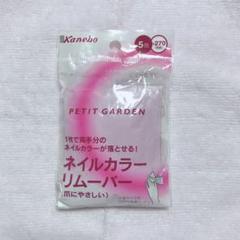 Kanebo
5
270
PETIT GARDEN
1枚で両手分の
ネイルカラーが落とせる!
ネイルカラー
リムーバー
(爪にやさしい)